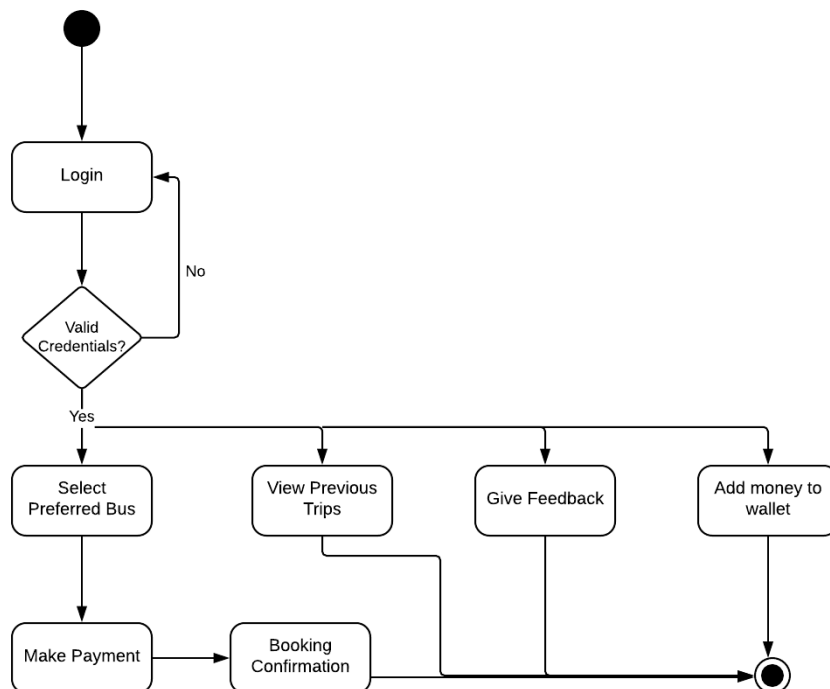 Login
No
Valid
Credentials?
Yes
Select
Preferred Bus
View Previous
Trips
Give Feedback
Add money to
wallet
Make Payment
Booking
Confirmation